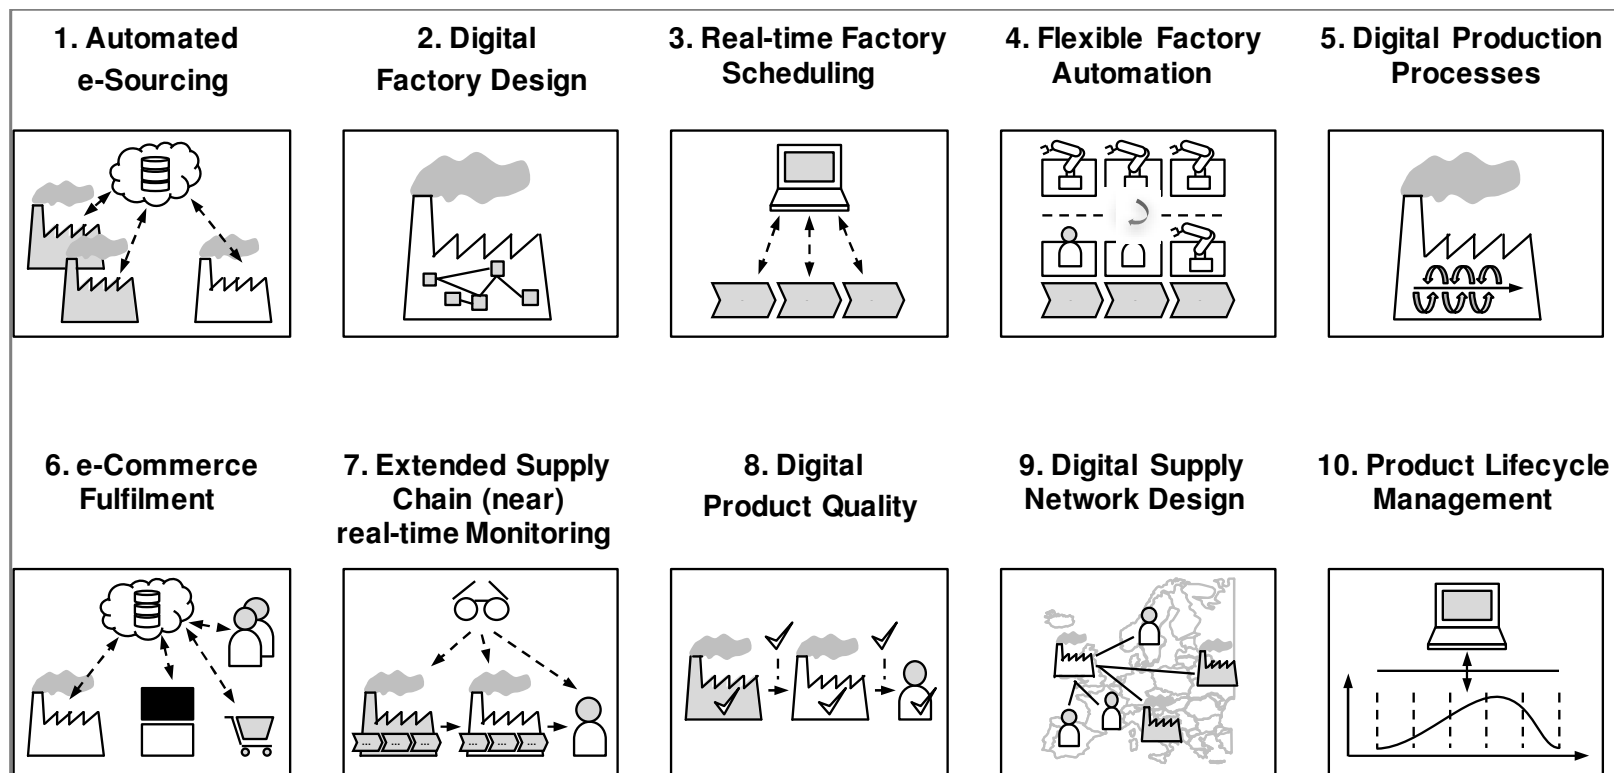 1. Automated
e-Sourcing
2. Digital
Factory Design
3. Real-time Factory
Scheduling
4. Flexible Factory
Automation
5. Digital Production
Processes
6. e-Commerce
Fulfilment
7. Extended Supply
Chain (near)
real-time Monitoring
8. Digital
Product Quality
9. Digital Supply
Network Design
10. Product Lifecycle
Management
... ... ... ... ... ...